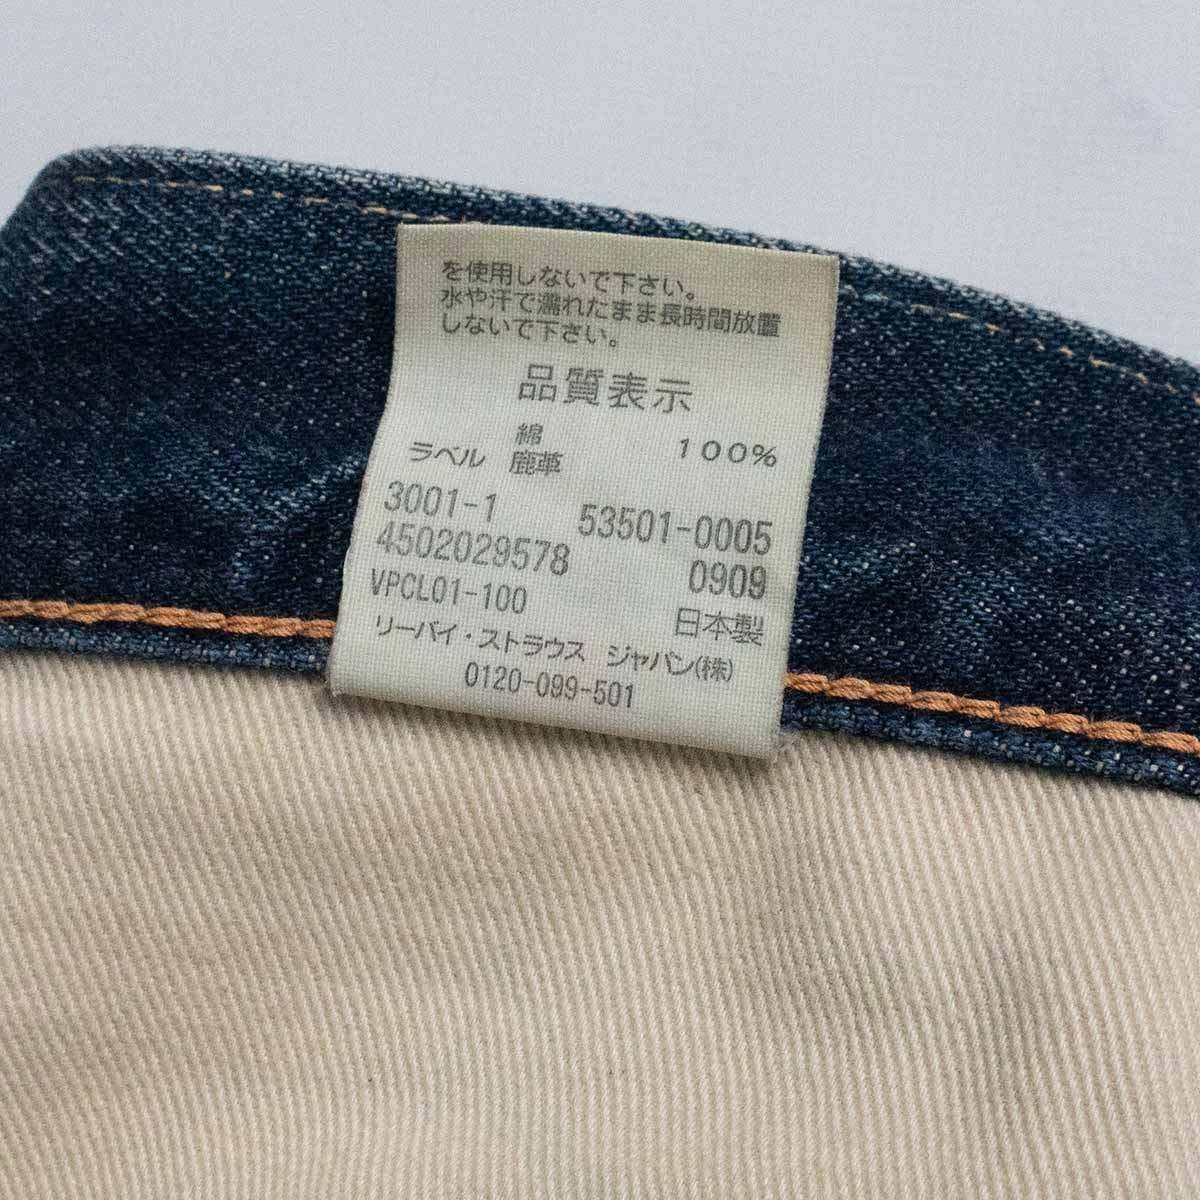 を使用しないで下さい。
水や汗で濡れたまま長時間放置
しないで下さい。
品質表示
綿 100%
ラベル 鹿革
3001-1 53501-0005
4502029578 0909
VPCL01-100 日本製
リーバイ・ストラウス ジャパン(株)
0120-099-501